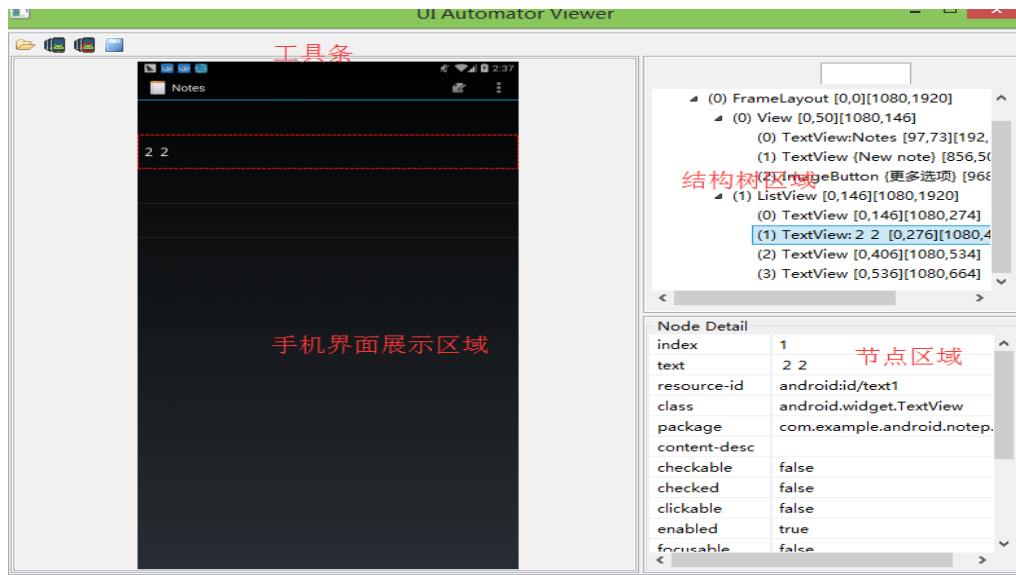 UI Automator Viewer
工具条
2:37
Notes
2 2
手机界面展示区域
(0) FrameLayout [0,0][1080,1920]
(0) View [0,50][1080,146]
(0) TextView:Notes [97,73][192,
(1) TextView {New note} [856,50
(2) ImageButton {更多选项} [968
结构树区域
(1) ListView [0,146][1080,1920]
(0) TextView [0,146][1080,274]
(1) TextView: 2 2 [0,276][1080,4
(2) TextView [0,406][1080,534]
(3) TextView [0,536][1080,664]
Node Detail
index 1
节点区域
text 2 2
resource-id android:id/text1
class android.widget.TextView
package com.example.android.notep.
content-desc
checkable false
checked false
clickable false
enabled true
focusable false